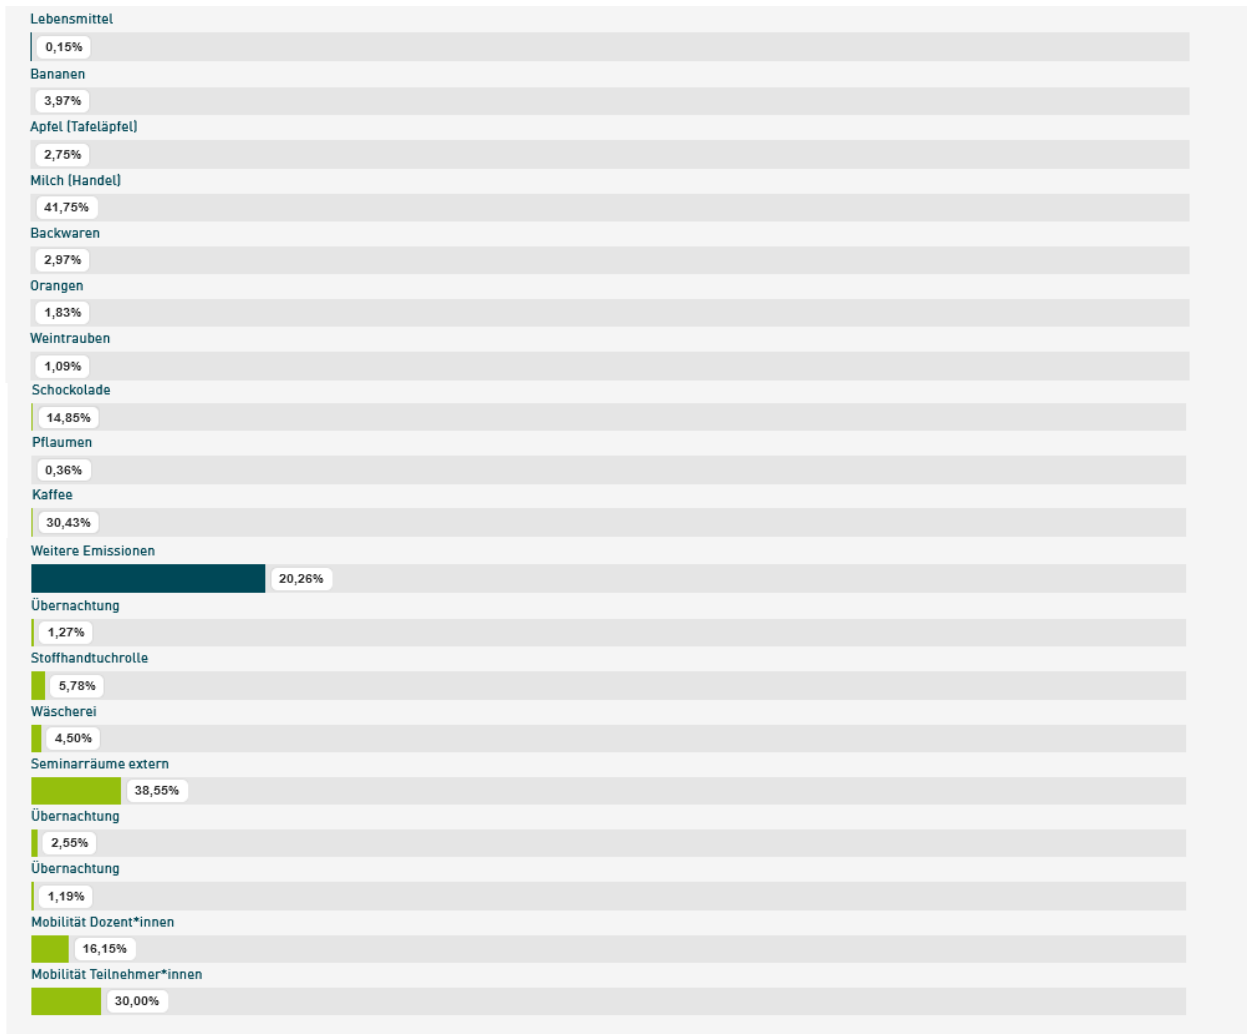 Lebensmittel
0,15%
Bananen
3,97%
Apfel (Tafeläpfel)
2,75%
Milch (Handel)
41,75%
Backwaren
2,97%
Orangen
1,83%
Weintrauben
1,09%
Schockolade
14,85%
Pflaumen
0,36%
Kaffee
30,43%
Weitere Emissionen
20,26%
Übernachtung
1,27%
Stoffhandtuchrolle
5,78%
Wäscherei
4,50%
Seminarräume extern
38,55%
Übernachtung
2,55%
Übernachtung
1,19%
Mobilität Dozent*innen
16,15%
Mobilität Teilnehmer*innen
30,00%